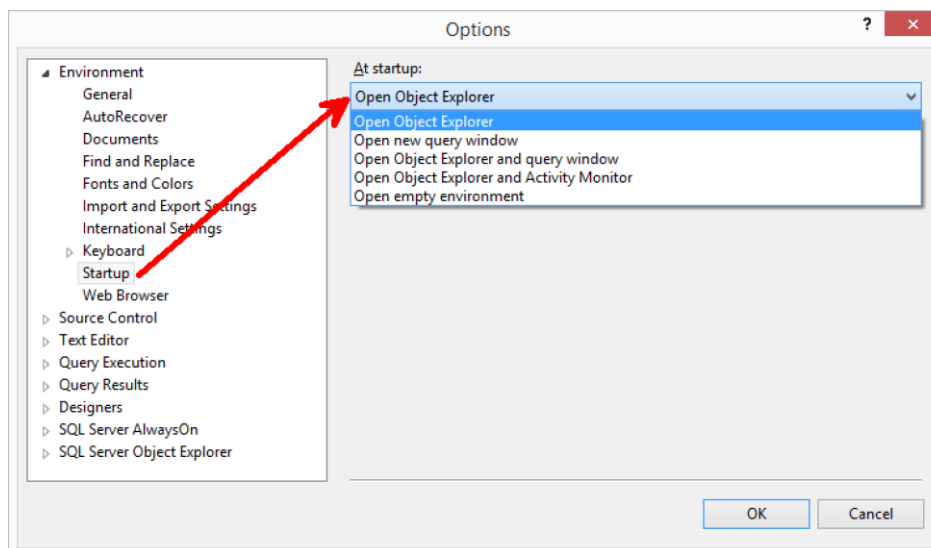 Options
?
Environment
General
AutoRecover
Documents
Find and Replace
Fonts and Colors
Import and Export Settings
International Settings
Keyboard
Startup
Web Browser
Source Control
Text Editor
Query Execution
Query Results
Designers
SQL Server AlwaysOn
SQL Server Object Explorer
At startup:
Open Object Explorer
Open Object Explorer
Open new query window
Open Object Explorer and query window
Open Object Explorer and Activity Monitor
Open empty environment
OK
Cancel